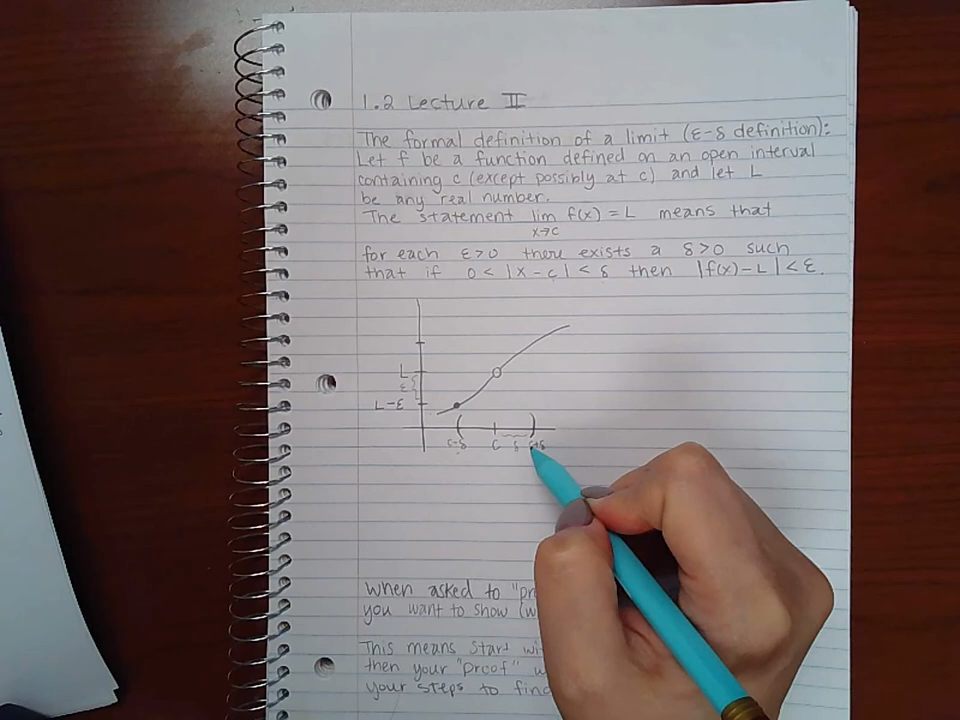 1.2 Lecture II
The formal definition of a limit (ε-δ definition):
Let f be a function defined on an open interval
containing c (except possibly at c) and let L
be any real number.
The statement lim f(x) = L means that
x→c
for each ε>0 there exists a δ>0 such
that if 0 < |x-c| < δ then |f(x)-L| < ε.
L
ε
L-ε
c-δ c δ c+δ
When asked to "pr
you want to show (w
This means start wi
then your "proof" w
your steps to find